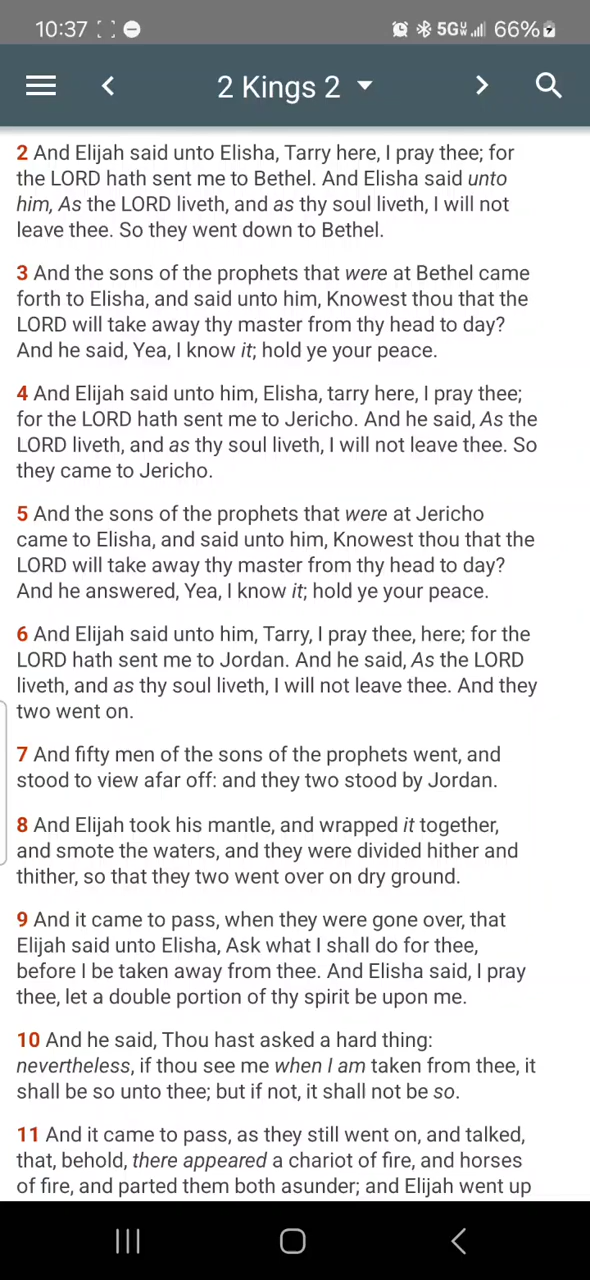 10:37
5G 66%
2 Kings 2
2 And Elijah said unto Elisha, Tarry here, I pray thee; for
the LORD hath sent me to Bethel. And Elisha said unto
him, As the LORD liveth, and as thy soul liveth, I will not
leave thee. So they went down to Bethel.
3 And the sons of the prophets that were at Bethel came
forth to Elisha, and said unto him, Knowest thou that the
LORD will take away thy master from thy head to day?
And he said, Yea, I know it; hold ye your peace.
4 And Elijah said unto him, Elisha, tarry here, I pray thee;
for the LORD hath sent me to Jericho. And he said, As the
LORD liveth, and as thy soul liveth, I will not leave thee. So
they came to Jericho.
5 And the sons of the prophets that were at Jericho
came to Elisha, and said unto him, Knowest thou that the
LORD will take away thy master from thy head to day?
And he answered, Yea, I know it; hold ye your peace.
6 And Elijah said unto him, Tarry, I pray thee, here; for the
LORD hath sent me to Jordan. And he said, As the LORD
liveth, and as thy soul liveth, I will not leave thee. And they
two went on.
7 And fifty men of the sons of the prophets went, and
stood to view afar off: and they two stood by Jordan.
8 And Elijah took his mantle, and wrapped it together,
and smote the waters, and they were divided hither and
thither, so that they two went over on dry ground.
9 And it came to pass, when they were gone over, that
Elijah said unto Elisha, Ask what I shall do for thee,
before I be taken away from thee. And Elisha said, I pray
thee, let a double portion of thy spirit be upon me.
10 And he said, Thou hast asked a hard thing:
nevertheless, if thou see me when I am taken from thee, it
shall be so unto thee; but if not, it shall not be so.
11 And it came to pass, as they still went on, and talked,
that, behold, there appeared a chariot of fire, and horses
of fire, and parted them both asunder; and Elijah went up